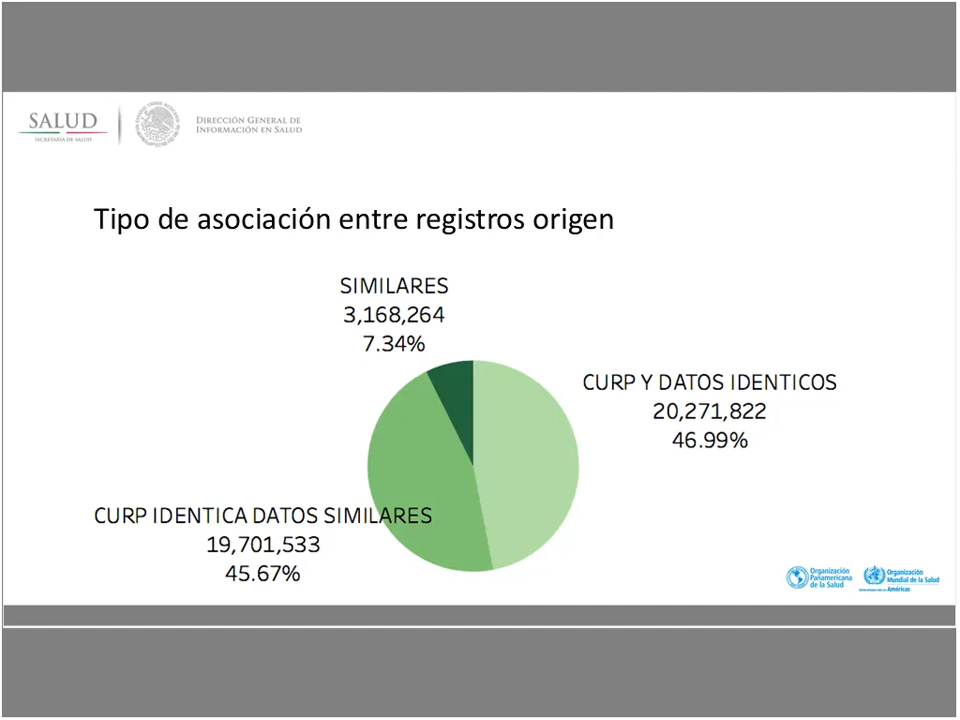 SALUD
SECRETARÍA DE SALUD
DIRECCIÓN GENERAL DE
INFORMACIÓN EN SALUD
Tipo de asociación entre registros origen
SIMILARES
3,168,264
7.34%
CURP Y DATOS IDENTICOS
20,271,822
46.99%
CURP IDENTICA DATOS SIMILARES
19,701,533
45.67%
Organización
Panamericana
de la Salud
Organización
Mundial de la Salud
Américas